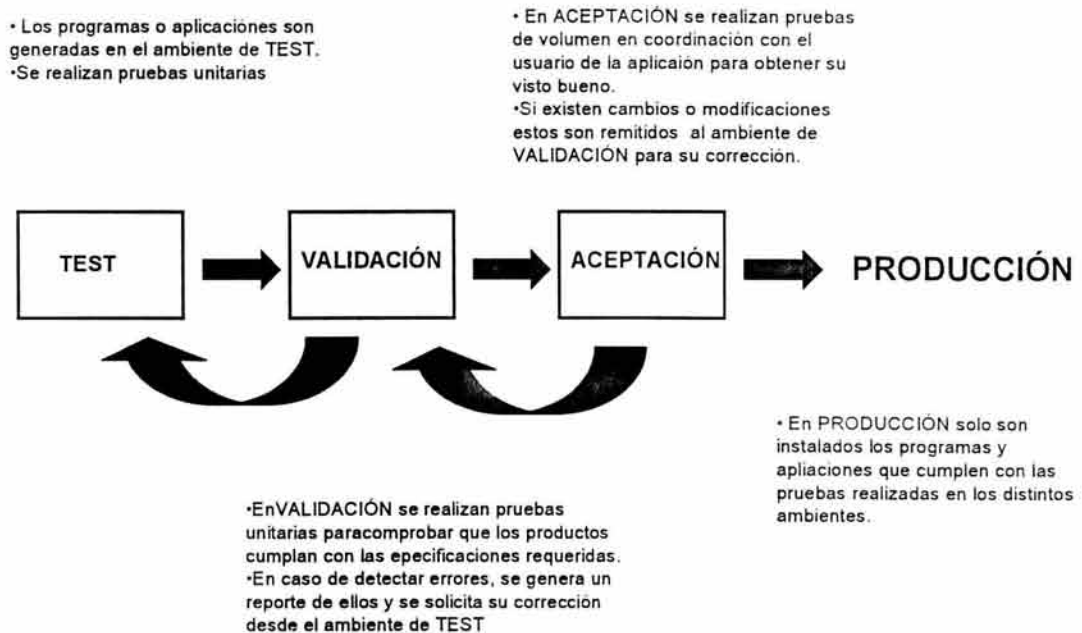 • Los programas o aplicaciónes son
generadas en el ambiente de TEST.
•Se realizan pruebas unitarias
• En ACEPTACIÓN se realizan pruebas
de volumen en coordinación con el
usuario de la aplicaión para obtener su
visto bueno.
•Si existen cambios o modificaciones
estos son remitidos al ambiente de
VALIDACIÓN para su corrección.
TEST
VALIDACIÓN
ACEPTACIÓN
PRODUCCIÓN
• En PRODUCCIÓN solo son
instalados los programas y
apliaciones que cumplen con las
pruebas realizadas en los distintos
ambientes.
•EnVALIDACIÓN se realizan pruebas
unitarias paracomprobar que los productos
cumplan con las epecificaciones requeridas.
•En caso de detectar errores, se genera un
reporte de ellos y se solicita su corrección
desde el ambiente de TEST